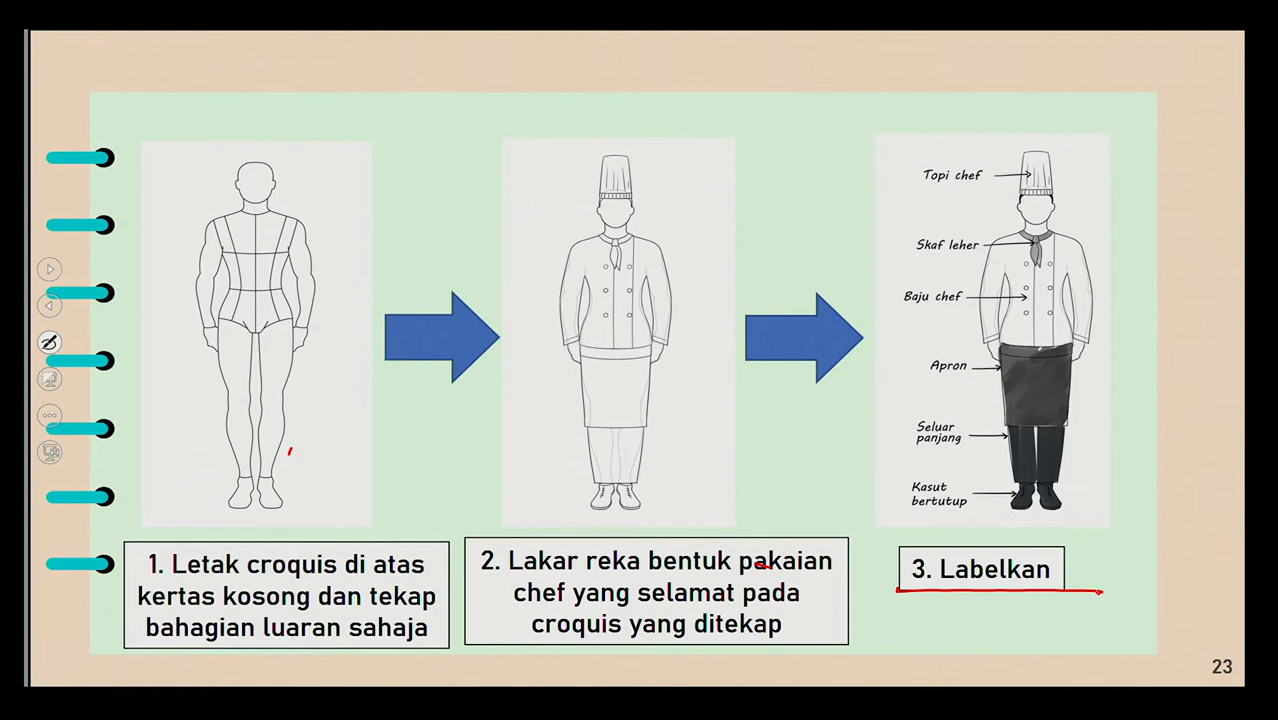 Topi chef
Skaf leher
Baju chef
Apron
Seluar
panjang
Kasut
bertutup
1. Letak croquis di atas
kertas kosong dan tekap
bahagian luaran sahaja
2. Lakar reka bentuk pakaian
chef yang selamat pada
croquis yang ditekap
3. Labelkan
23